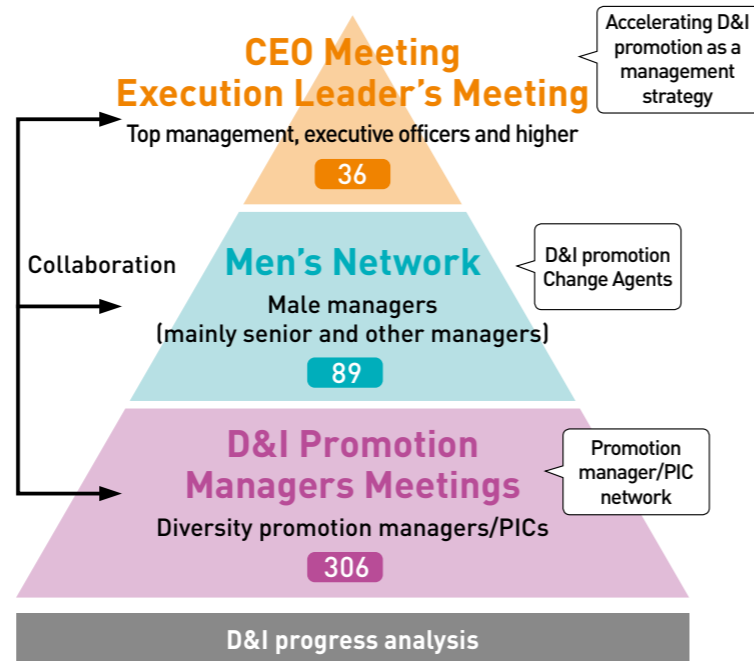 CEO Meeting
Execution Leader's Meeting
Top management, executive officers and higher
36
Accelerating D&I
promotion as a
management
strategy
Collaboration
Men's Network
Male managers
(mainly senior and other managers)
89
D&I promotion
Change Agents
D&I Promotion
Managers Meetings
Diversity promotion managers/PICs
306
Promotion
manager/PIC
network
D&I progress analysis